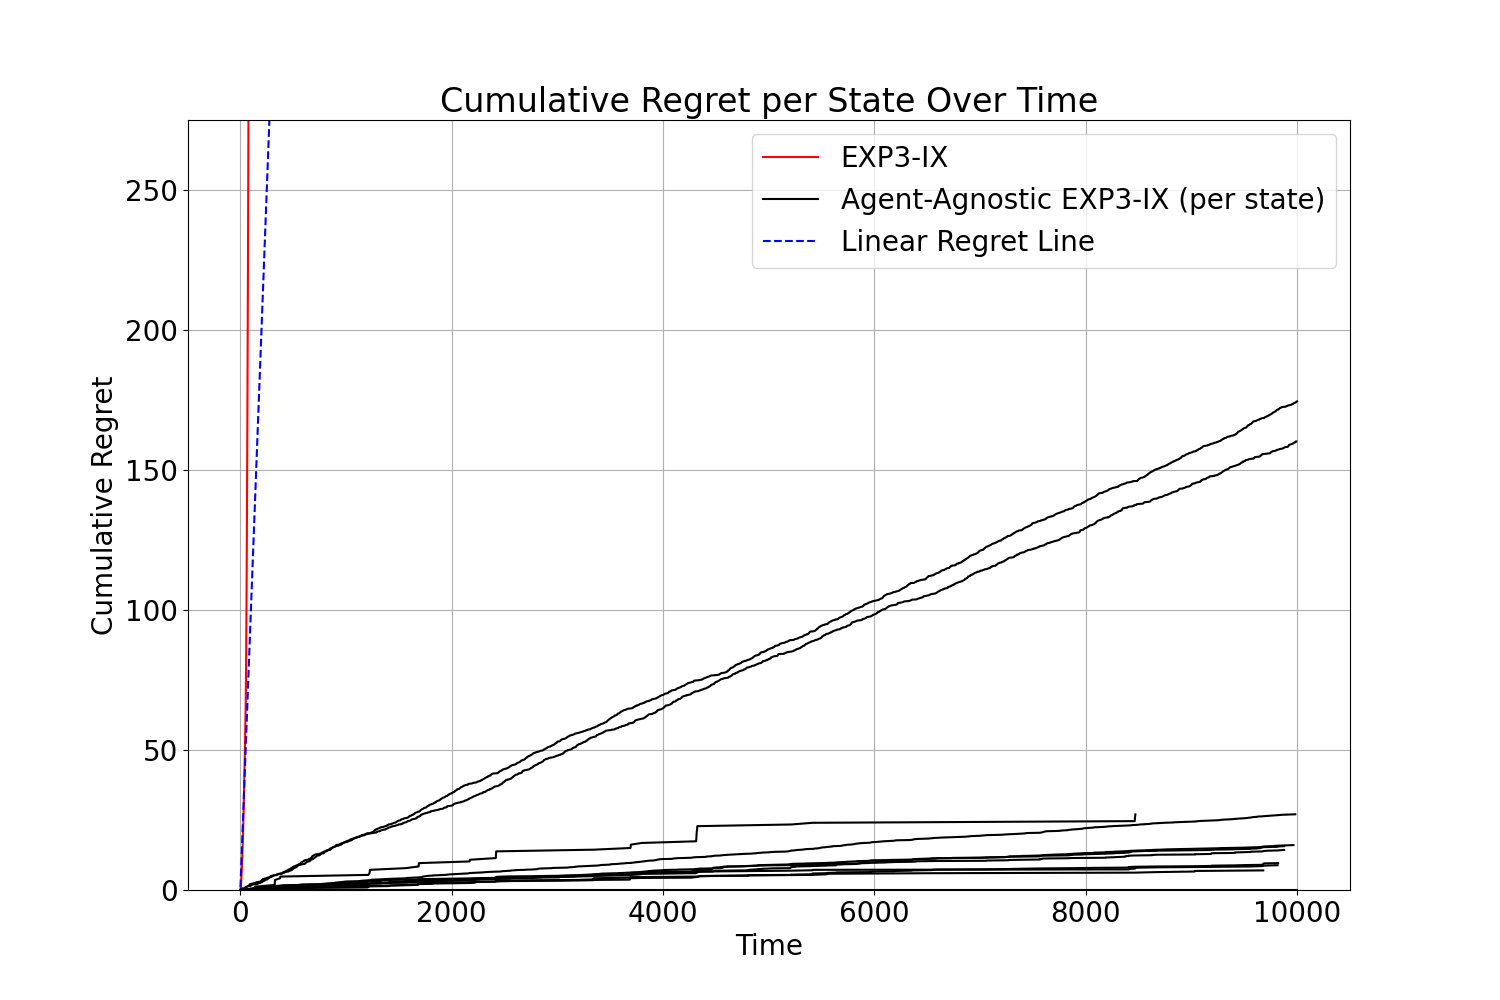 Cumulative Regret per State Over Time
EXP3-IX
Agent-Agnostic EXP3-IX (per state)
Linear Regret Line
Cumulative Regret
250
200
150
100
50
0
0 2000 4000 6000 8000 10000
Time